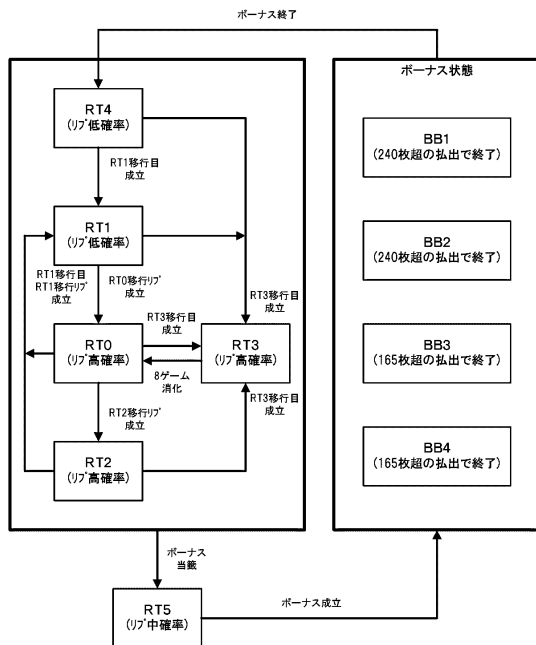 ボーナス終了
RT4
(リプ低確率)
RT1移行目
成立
RT1
(リプ低確率)
RT1移行目
RT1移行リプ
成立
RT0移行リプ
成立
RT3移行目
成立
RT3移行目
成立
RT0
(リプ高確率)
RT3
(リプ高確率)
8ゲーム
消化
RT3移行目
成立
RT2移行リプ
成立
RT2
(リプ高確率)
ボーナス
当籤
RT5
(リプ中確率)
ボーナス成立
ボーナス状態
BB1
(240枚超の払出で終了)
BB2
(240枚超の払出で終了)
BB3
(165枚超の払出で終了)
BB4
(165枚超の払出で終了)